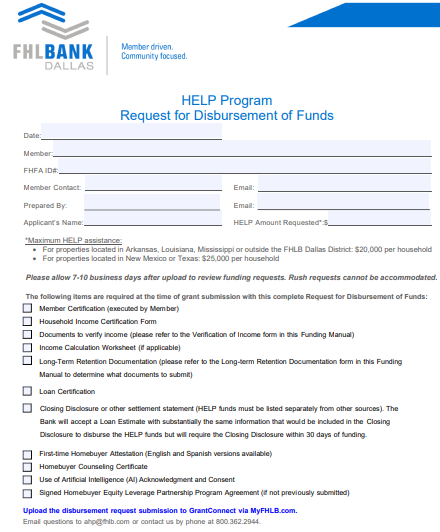 FHLBANK
DALLAS
Member driven.
Community focused.
HELP Program
Request for Disbursement of Funds
Date:
Member:
FHFA ID#:
Member Contact: Email:
Prepared By: Email:
Applicant's Name: HELP Amount Requested*:$
*Maximum HELP assistance:
• For properties located in Arkansas, Louisiana, Mississippi or outside the FHLB Dallas District: $20,000 per household
• For properties located in New Mexico or Texas: $25,000 per household
Please allow 7-10 business days after upload to review funding requests. Rush requests cannot be accommodated.
The following items are required at the time of grant submission with this complete Request for Disbursement of Funds:
Member Certification (executed by Member)
Household Income Certification Form
Documents to verify income (please refer to the Verification of Income form in this Funding Manual)
Income Calculation Worksheet (if applicable)
Long-Term Retention Documentation (please refer to the Long-term Retention Documentation form in this Funding
Manual to determine what documents to submit)
Loan Certification
Closing Disclosure or other settlement statement (HELP funds must be listed separately from other sources). The
Bank will accept a Loan Estimate with substantially the same information that would be included in the Closing
Disclosure to disburse the HELP funds but will require the Closing Disclosure within 30 days of funding.
First-time Homebuyer Attestation (English and Spanish versions available)
Homebuyer Counseling Certificate
Use of Artificial Intelligence (AI) Acknowledgment and Consent
Signed Homebuyer Equity Leverage Partnership Program Agreement (if not previously submitted)
Upload the disbursement request submission to GrantConnect via MyFHLB.com.
Email questions to ahp@fhlb.com or contact us by phone at 800.362.2944.